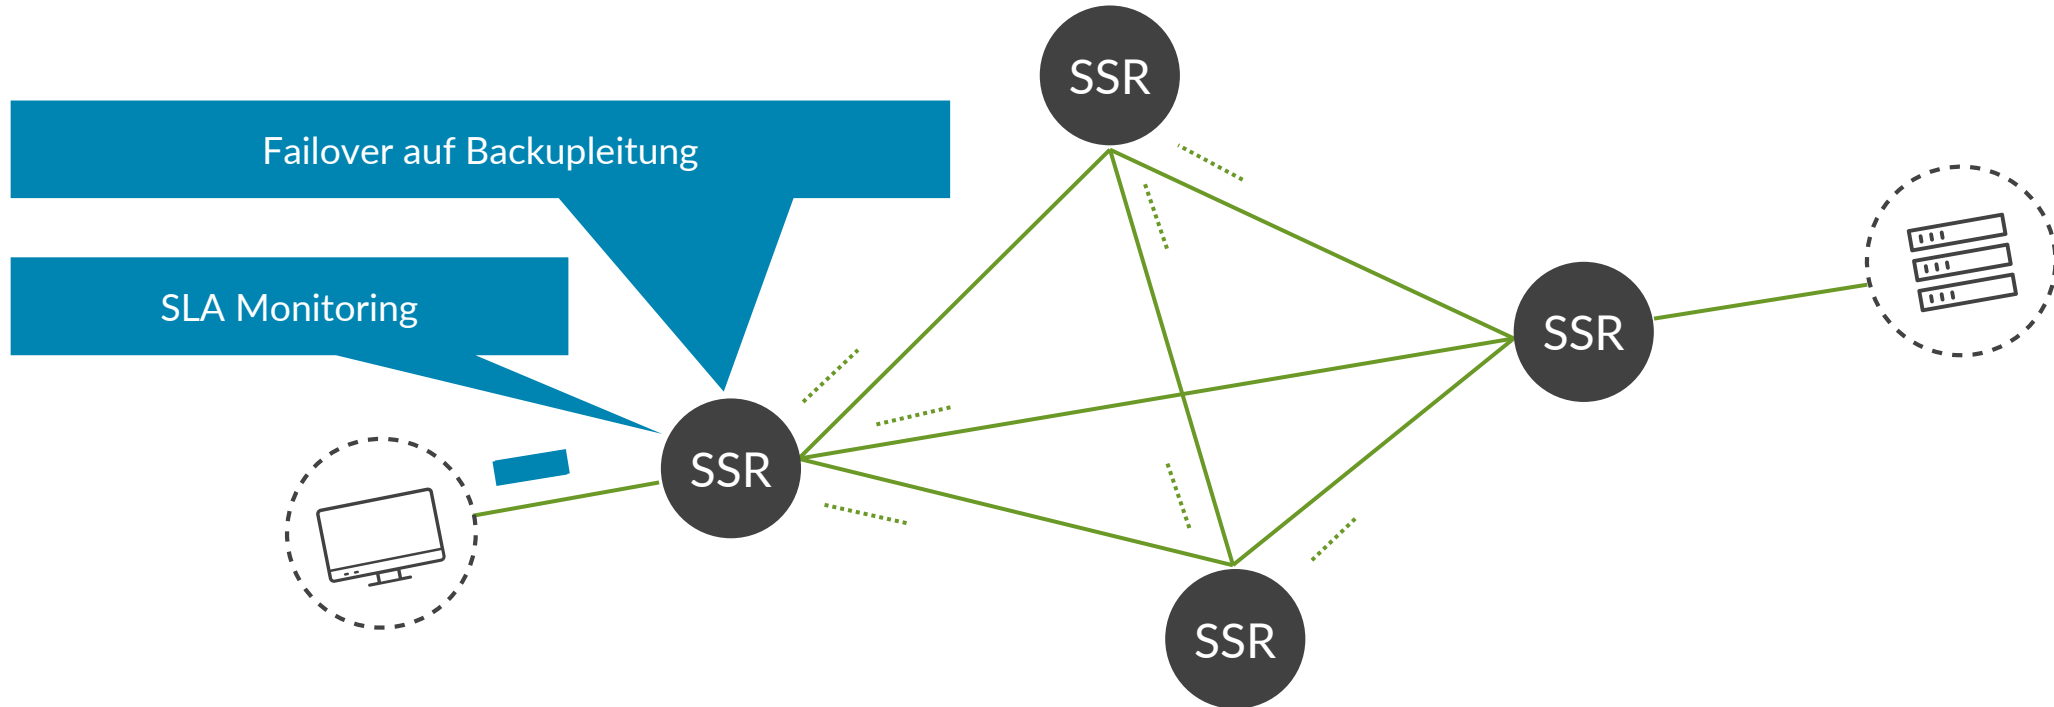 SSR
Failover auf Backupleitung
SLA Monitoring
SSR
SSR
SSR